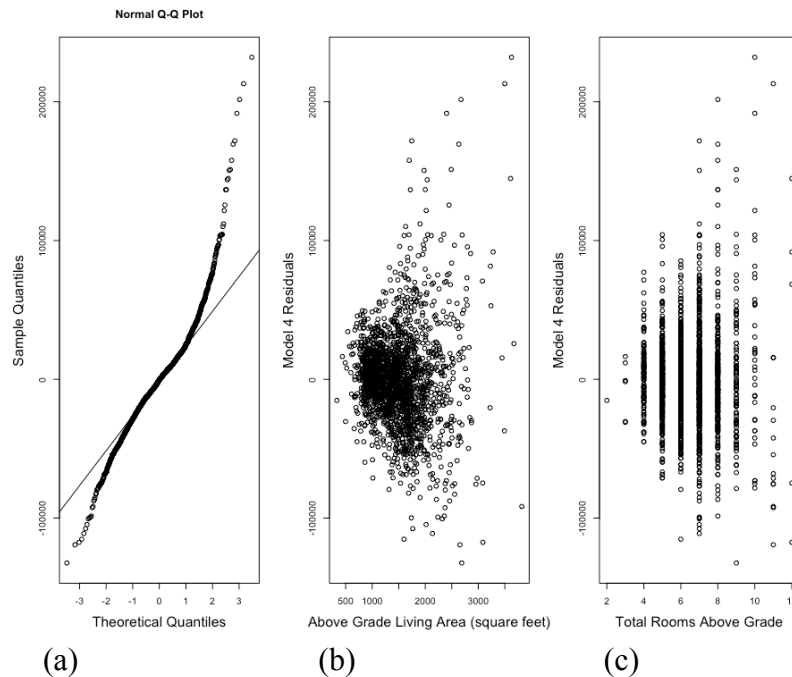 Normal Q-Q Plot
Sample Quantiles
-100000
0
100000
200000
-3 -2 -1 0 1 2 3
Theoretical Quantiles
(a)
Model 4 Residuals
-100000
0
100000
200000
500 1000 2000 3000
Above Grade Living Area (square feet)
(b)
Model 4 Residuals
-100000
0
100000
200000
2 4 6 8 10 12
Total Rooms Above Grade
(c)